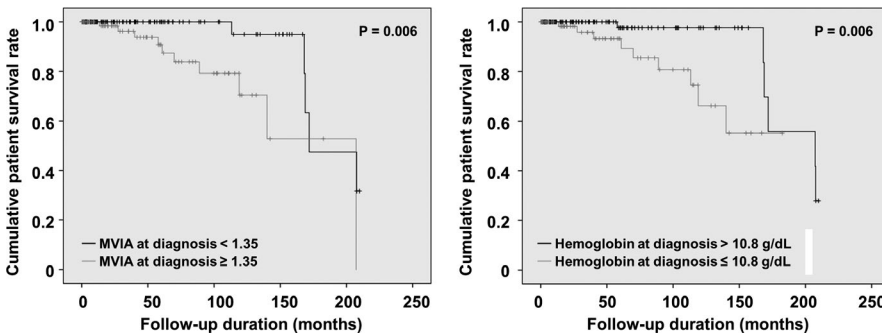 Cumulative patient survival rate
1.0
0.8
0.6
0.4
0.2
0
P = 0.006
MVIA at diagnosis < 1.35
MVIA at diagnosis ≥ 1.35
0 50 100 150 200 250
Follow-up duration (months)
Cumulative patient survival rate
1.0
0.8
0.6
0.4
0.2
0.0
P = 0.006
Hemoglobin at diagnosis > 10.8 g/dL
Hemoglobin at diagnosis ≤ 10.8 g/dL
0 50 100 150 200 250
Follow-up duration (months)